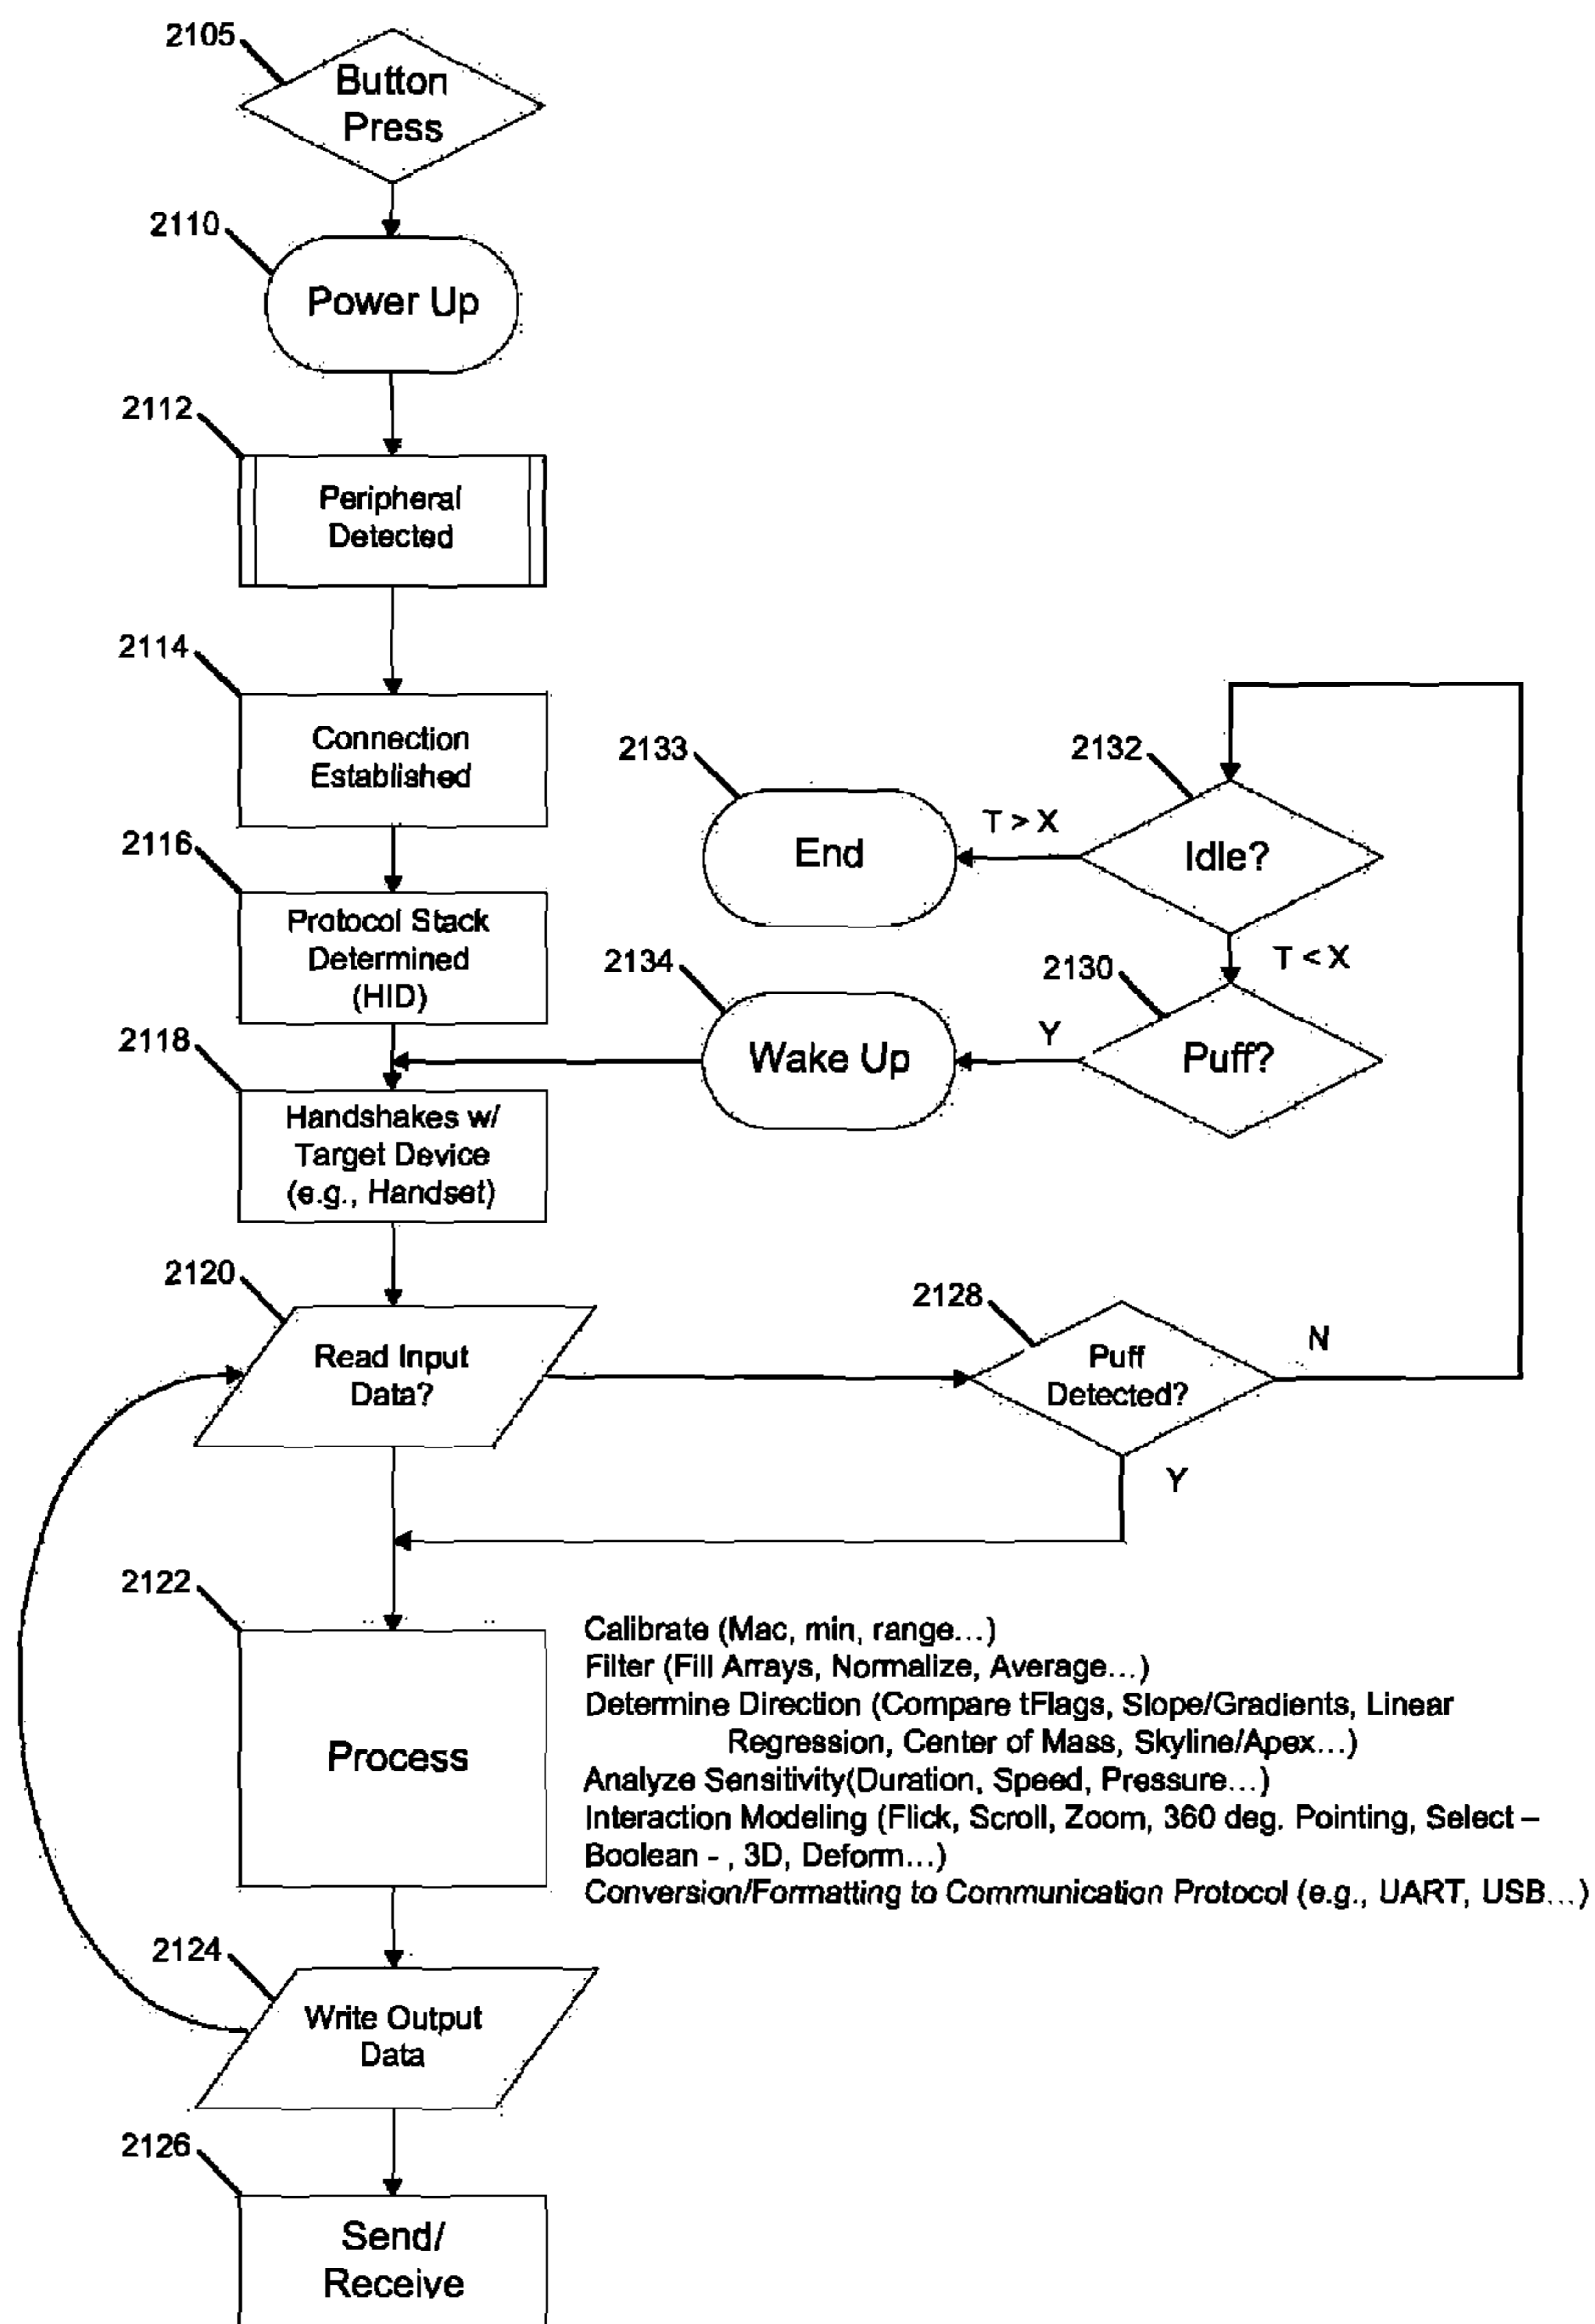 2105
Button
Press
2110
Power Up
2112
Peripheral
Detected
2114
Connection
Established
2133
End
T > X
2132
Idle?
2116
Protocol Stack
Determined
(HID)
2134
Wake Up
T < X
2130
Y
Puff?
2118
Handshakes w/
Target Device
(e.g., Handset)
2120
Read Input
Data?
2128
Puff
Detected?
N
Y
2122
Process
Calibrate (Mac, min, range...)
Filter (Fill Arrays, Normalize, Average...)
Determine Direction (Compare tFlags, Slope/Gradients, Linear
Regression, Center of Mass, Skyline/Apex...)
Analyze Sensitivity(Duration, Speed, Pressure...)
Interaction Modeling (Flick, Scroll, Zoom, 360 deg. Pointing, Select –
Boolean - , 3D, Deform...)
Conversion/Formatting to Communication Protocol (e.g., UART, USB...)
2124
Write Output
Data
2126
Send/
Receive